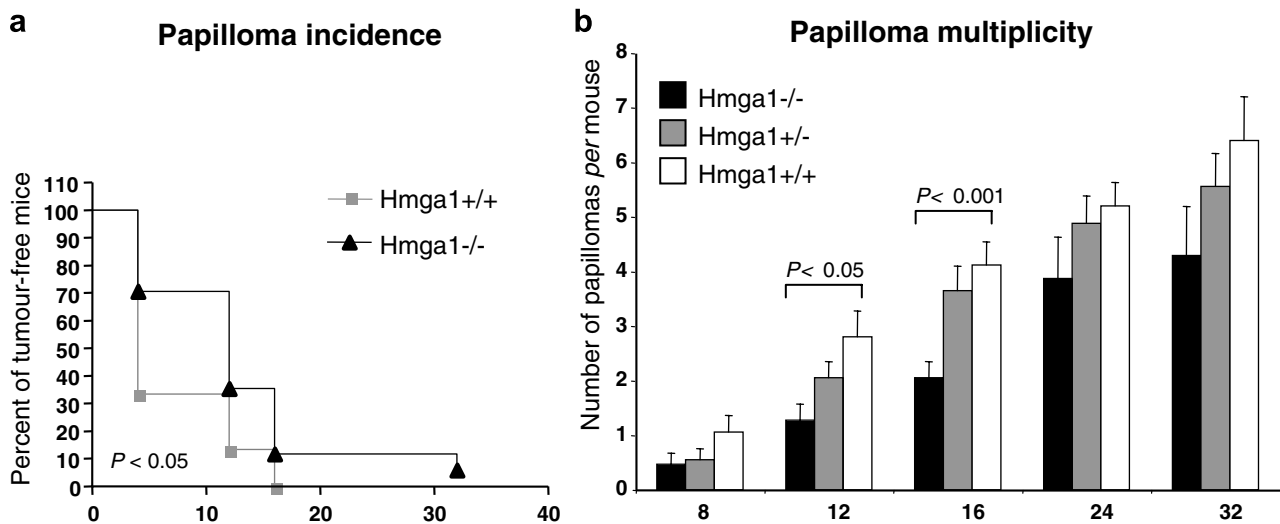 a
Papilloma incidence
Percent of tumour-free mice
110
100
90
80
70
60
50
40
30
20
10
0
Hmga1+/+
Hmga1-/-
P < 0.05
0 10 20 30 40
b
Papilloma multiplicity
Number of papillomas per mouse
8
7
6
5
4
3
2
1
0
Hmga1-/-
Hmga1+/-
Hmga1+/+
P< 0.05
P< 0.001
8 12 16 24 32